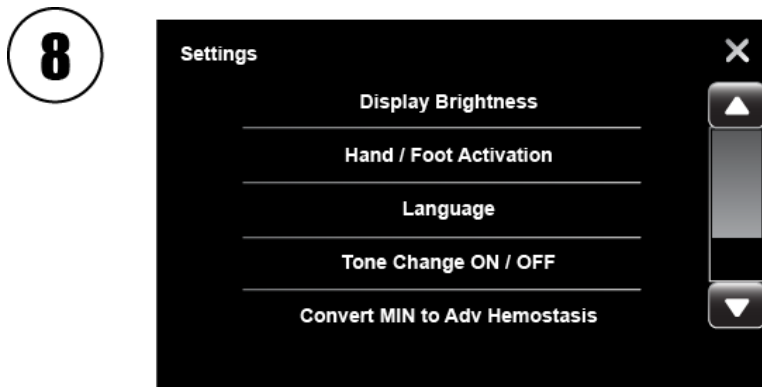 8
Settings
Display Brightness
Hand / Foot Activation
Language
Tone Change ON / OFF
Convert MIN to Adv Hemostasis